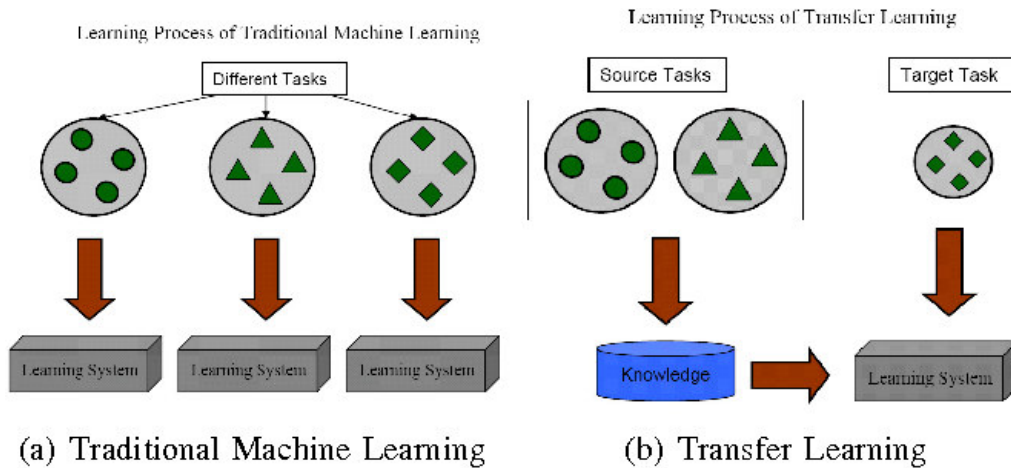 Learning Process of Traditional Machine Learning
Different Tasks
Learning System
Learning System
Learning System
(a) Traditional Machine Learning
Learning Process of Transfer Learning
Source Tasks
Target Task
Knowledge
Learning System
(b) Transfer Learning